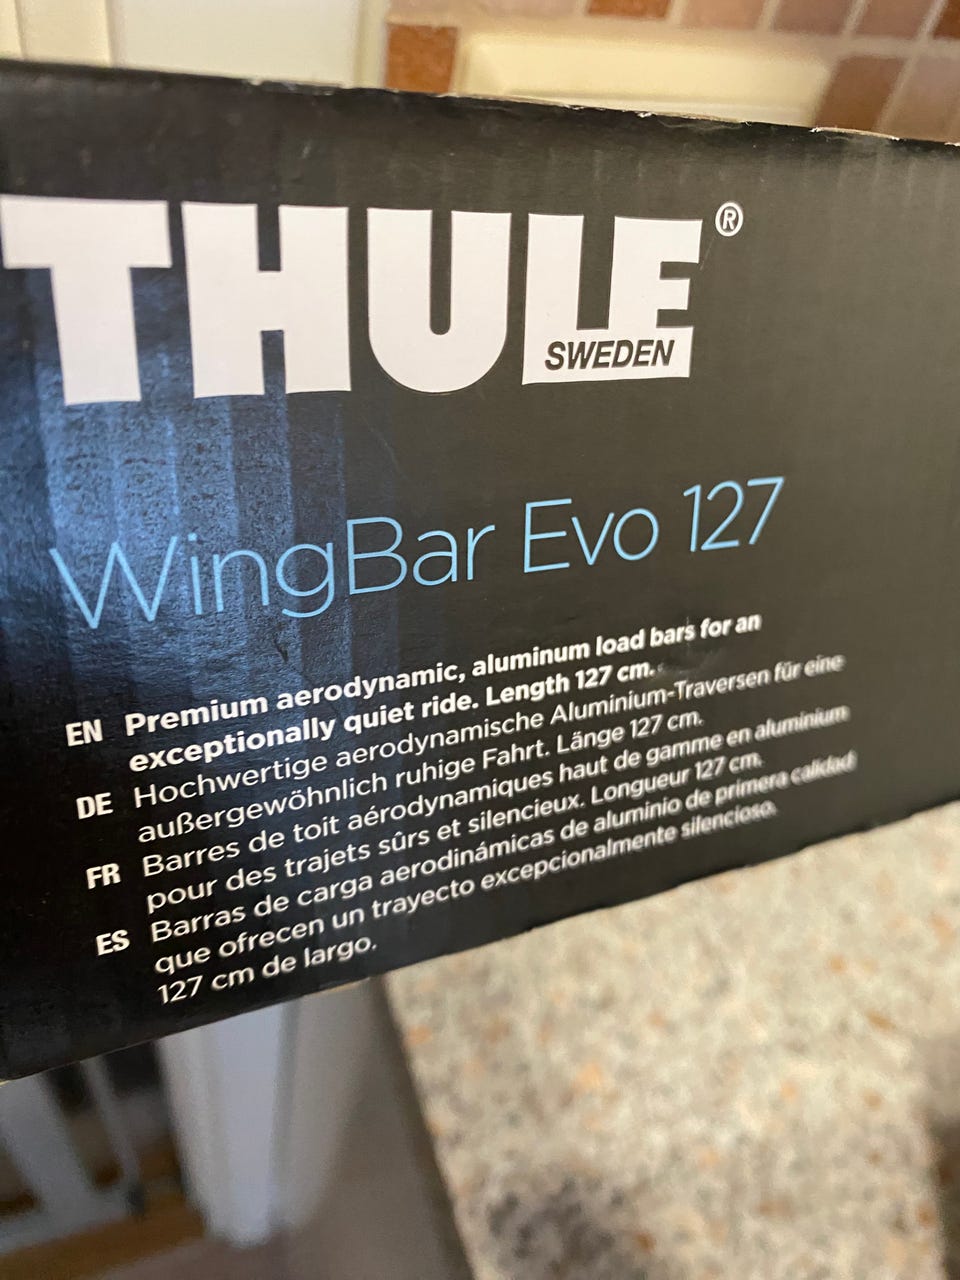 THULE®
SWEDEN
WingBar Evo 127
EN Premium aerodynamic, aluminum load bars for an
exceptionally quiet ride. Length 127 cm.
DE Hochwertige aerodynamische Aluminium-Traversen für eine
außergewöhnlich ruhige Fahrt. Länge 127 cm.
FR Barres de toit aérodynamiques haut de gamme en aluminium
pour des trajets sûrs et silencieux. Longueur 127 cm.
ES Barras de carga aerodinámicas de aluminio de primera calidad
que ofrecen un trayecto excepcionalmente silencioso.
127 cm de largo.